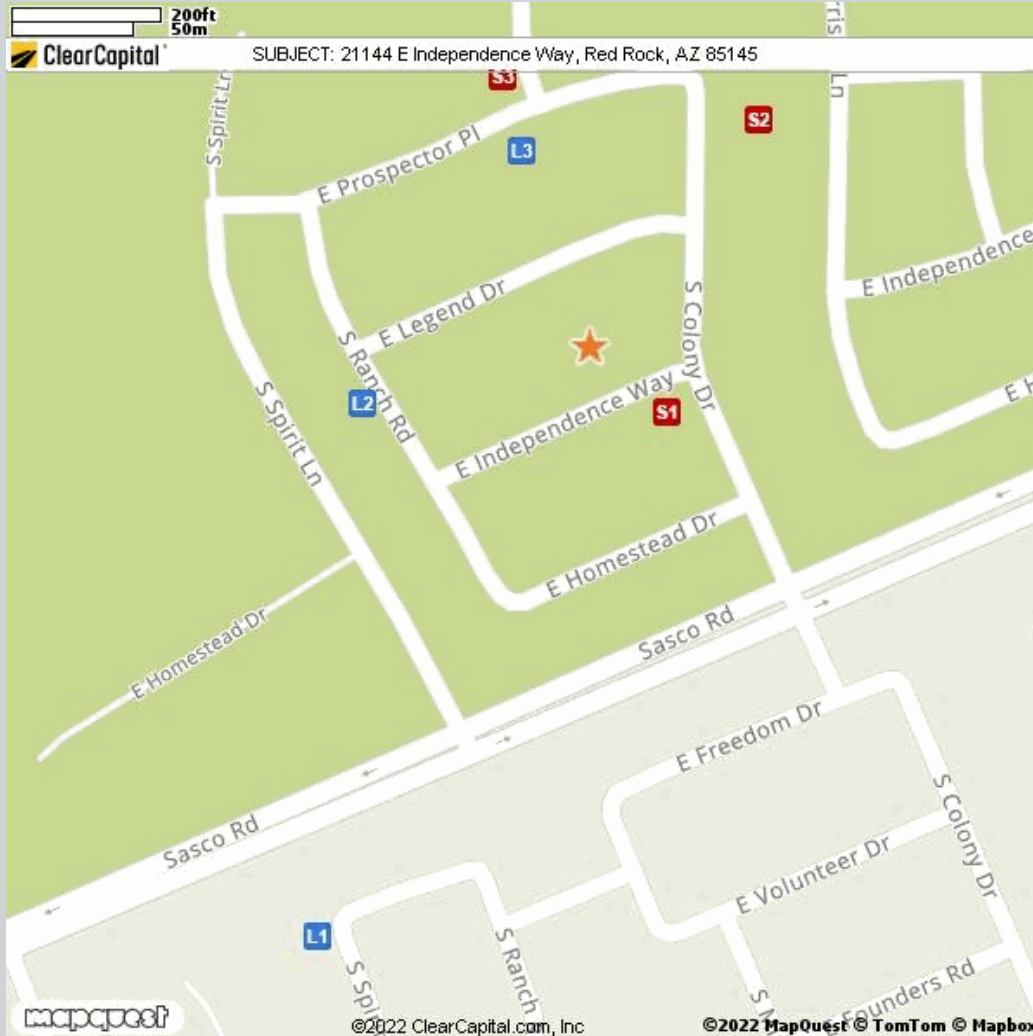 200ft
50m
ClearCapital
SUBJECT: 21144 E Independence Way, Red Rock, AZ 85145
S Spirit Ln
Ln
S3
S2
L3
E Prospector Pl
E Independence
E Legend Dr
S Colony Dr
S Ranch Rd
L2
S1
E Independence Way
S Spirit Ln
E Homestead Dr
Sasco Rd
E Homestead Dr
E Freedom Dr
S Colony Dr
Sasco Rd
E Volunteer Dr
L1
S Ranch
E Founders Rd
mapquest
©2022 ClearCapital.com, Inc
©2022 MapQuest © TomTom © Mapbox